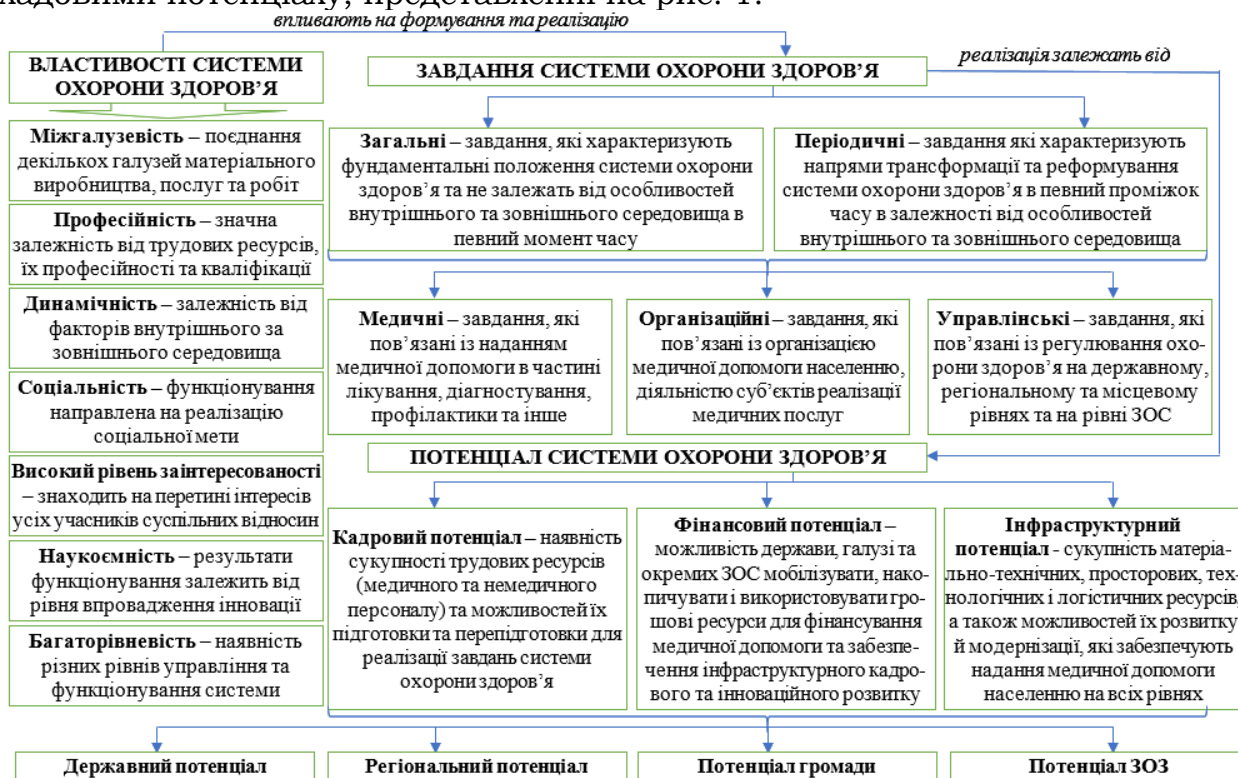 жадовими потенціалу, представлений на рис. 1.
впливають на формування та реалізацію
реалізація залежать від
ВЛАСТИВОСТІ СИСТЕМИ
ОХОРОНИ ЗДОРОВ’Я
Міжгалузевість – поєднання
декількох галузей матеріального
виробництва, послуг та робіт
Професійність – значна
залежність від трудових ресурсів,
їх професійності та кваліфікації
Динамічність – залежність від
факторів внутрішнього за
зовнішнього середовища
Соціальність – функціонування
направлена на реалізацію
соціальної мети
Високий рівень заінтересованості
– знаходить на перетині інтересів
усіх учасників суспільних відносин
Наукоємність – результати
функціонування залежить від
рівня впровадження інновації
Багаторівневість – наявність
різних рівнів управління та
функціонування системи
ЗАВДАННЯ СИСТЕМИ ОХОРОНИ ЗДОРОВ’Я
Загальні – завдання, які характеризують
фундаментальні положення системи охорони
здоров’я та не залежать від особливостей
внутрішнього та зовнішнього середовища в
певний момент часу
Періодичні – завдання які характеризують
напрями трансформації та реформування
системи охорони здоров’я в певний проміжок
часу в залежності від особливостей
внутрішнього та зовнішнього середовища
Медичні – завдання, які
пов’язані із наданням
медичної допомоги в частині
лікування, діагностування,
профілактики та інше
Організаційні – завдання, які
пов’язані із організацією
медичної допомоги населенню,
діяльністю суб’єктів реалізації
медичних послуг
Управлінські – завдання, які
пов’язані із регулювання охо-
рони здоров’я на державному,
регіональному та місцевому
рівнях та на рівні ЗОС
ПОТЕНЦІАЛ СИСТЕМИ ОХОРОНИ ЗДОРОВ’Я
Кадровий потенціал – наявність
сукупності трудових ресурсів
(медичного та немедичного
персоналу) та можливостей їх
підготовки та перепідготовки для
реалізації завдань системи
охорони здоров’я
Фінансовий потенціал –
можливість держави, галузі та
окремих ЗОС мобілізувати, нако-
пичувати і використовувати гро-
шові ресурси для фінансування
медичної допомоги та забезпе-
чення інфраструктурного кадро-
вого та інноваційного розвитку
Інфраструктурний
потенціал - сукупність матеріа-
льно-технічних, просторових, тех-
нологічних і логістичних ресурсів,
а також можливостей їх розвитку
й модернізації, які забезпечують
надання медичної допомоги
населенню на всіх рівнях
Державний потенціал
Регіональний потенціал
Потенціал громади
Потенціал ЗОЗ